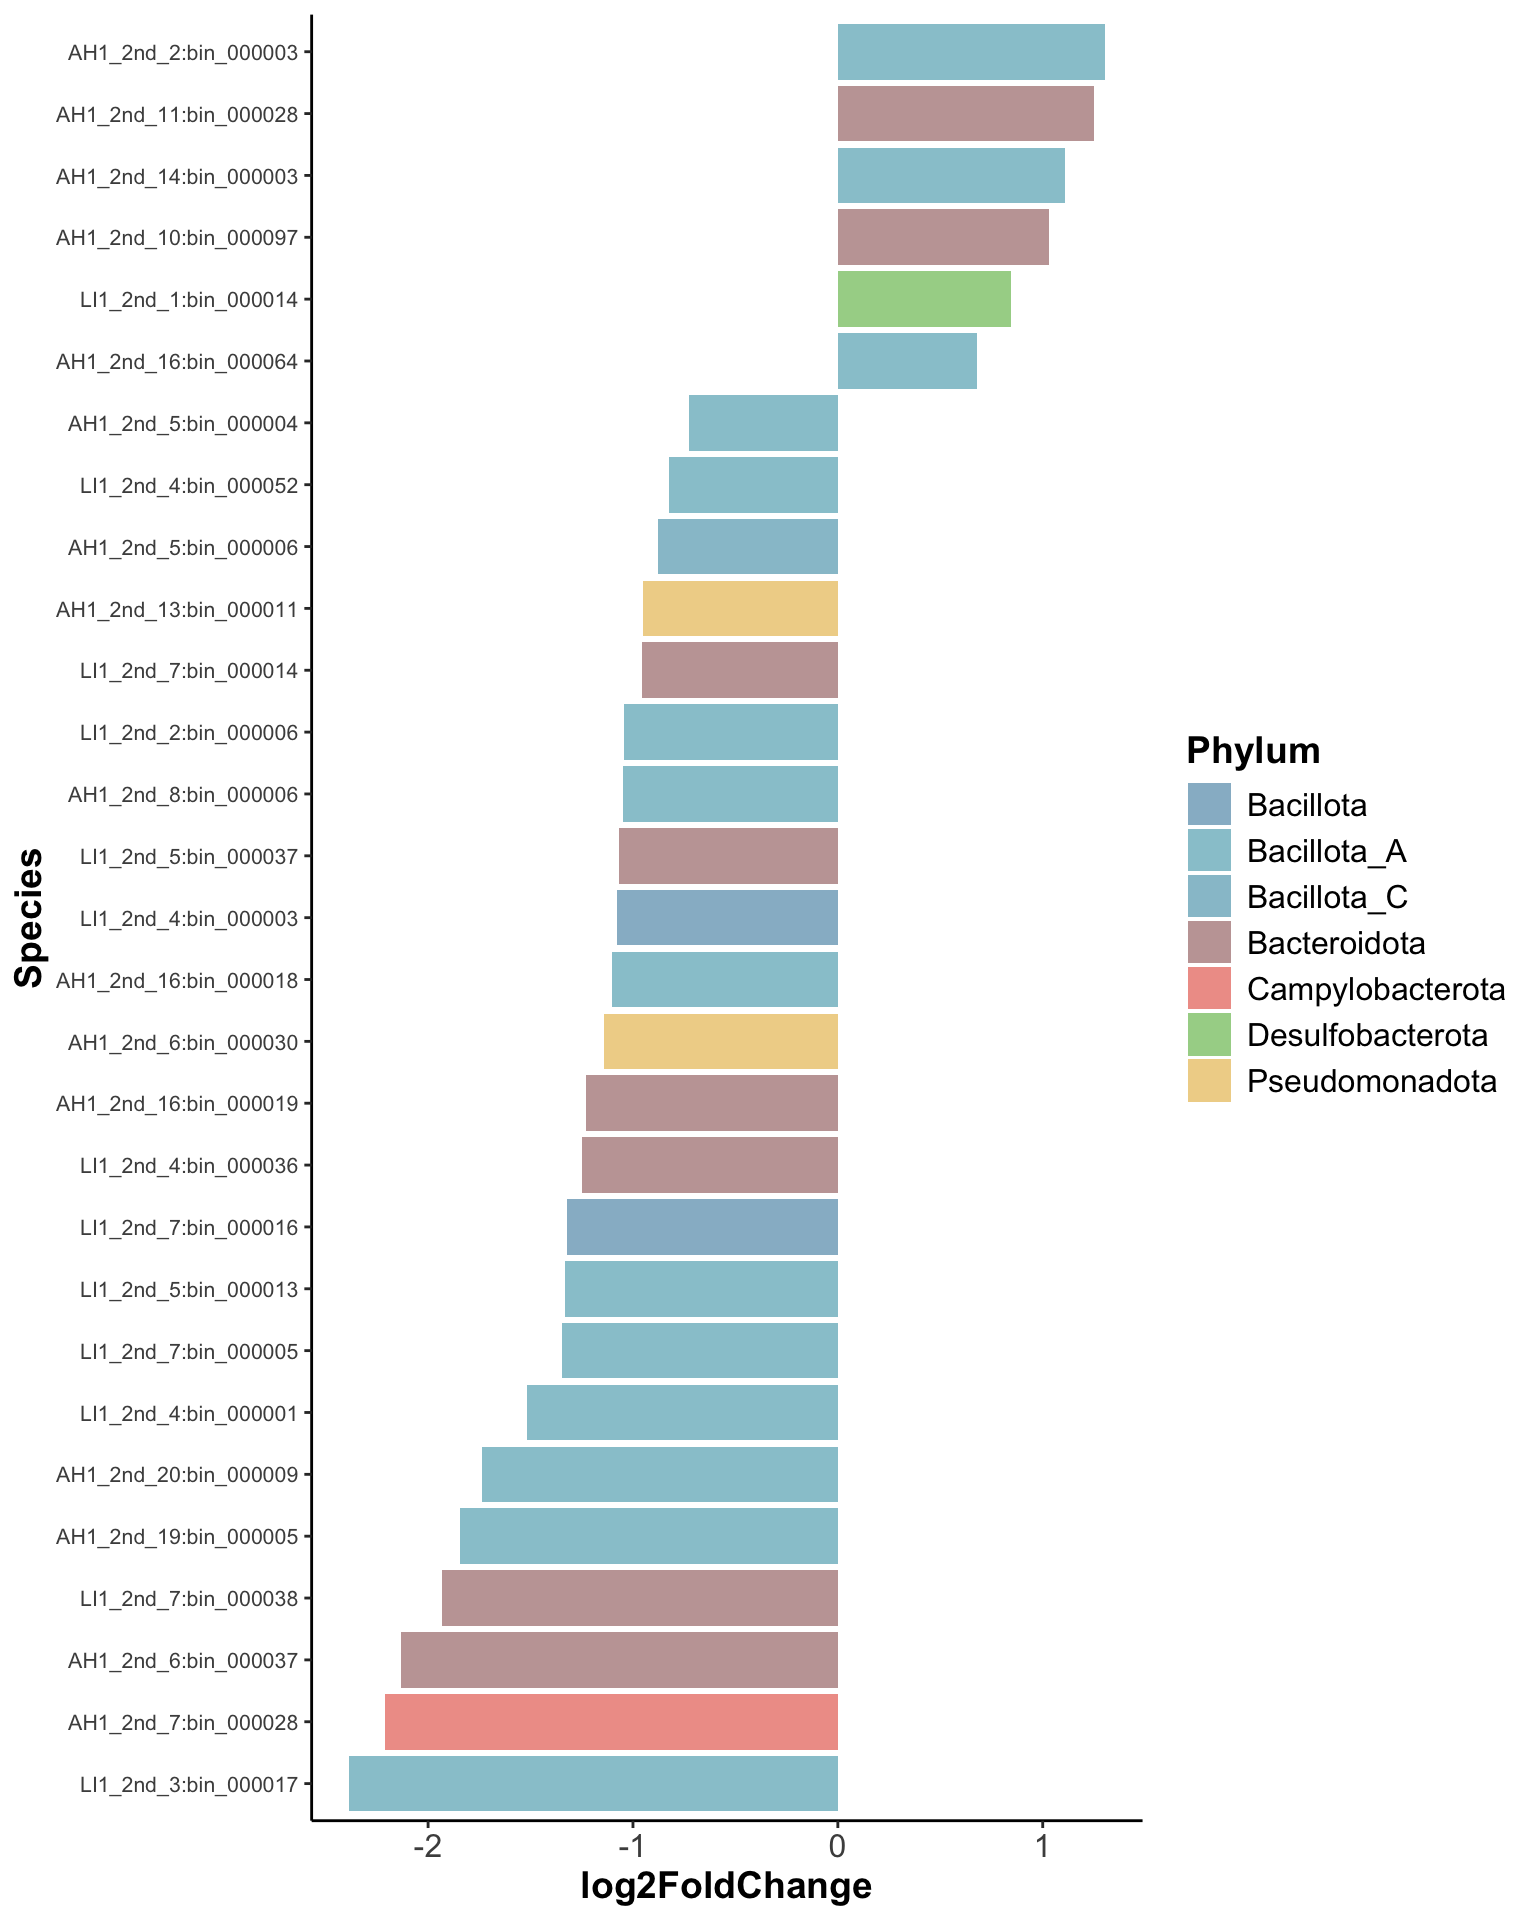 AH1_2nd_2:bin_000003
AH1_2nd_11:bin_000028
AH1_2nd_14:bin_000003
AH1_2nd_10:bin_000097
LI1_2nd_1:bin_000014
AH1_2nd_16:bin_000064
AH1_2nd_5:bin_000004
LI1_2nd_4:bin_000052
AH1_2nd_5:bin_000006
AH1_2nd_13:bin_000011
LI1_2nd_7:bin_000014
LI1_2nd_2:bin_000006
AH1_2nd_8:bin_000006
LI1_2nd_5:bin_000037
LI1_2nd_4:bin_000003
AH1_2nd_16:bin_000018
AH1_2nd_6:bin_000030
AH1_2nd_16:bin_000019
LI1_2nd_4:bin_000036
LI1_2nd_7:bin_000016
LI1_2nd_5:bin_000013
LI1_2nd_7:bin_000005
LI1_2nd_4:bin_000001
AH1_2nd_20:bin_000009
AH1_2nd_19:bin_000005
LI1_2nd_7:bin_000038
AH1_2nd_6:bin_000037
AH1_2nd_7:bin_000028
LI1_2nd_3:bin_000017
Species
-2 -1 0 1
log2FoldChange
Phylum
Bacillota
Bacillota_A
Bacillota_C
Bacteroidota
Campylobacterota
Desulfobacterota
Pseudomonadota